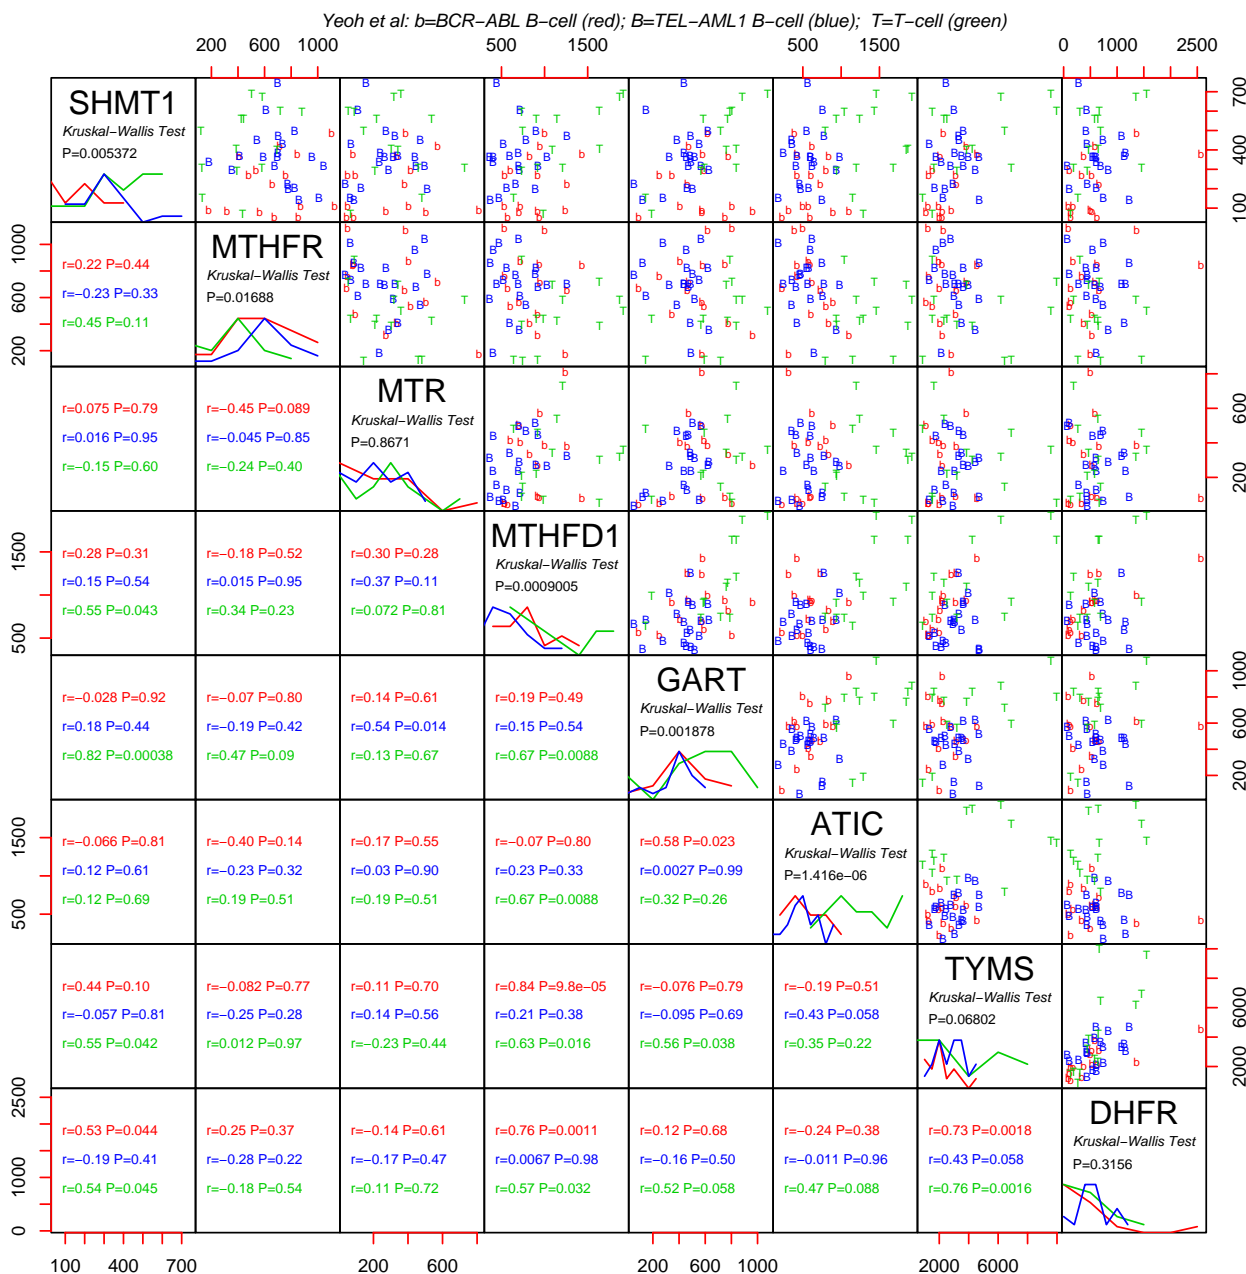 Yeoh et al: b=BCR−ABL B−cell (red); B=TEL−AML1 B−cell (blue); T=T−cell (green)
200 600 1000 500 1500 500 1500 0 1000 2500
SHMT1
Kruskal−Wallis Test
P=0.005372
100 400 700
200 600 1000
r=0.22 P=0.44
r=−0.23 P=0.33
r=0.45 P=0.11
MTHFR
Kruskal−Wallis Test
P=0.01688
r=0.075 P=0.79
r=0.016 P=0.95
r=−0.15 P=0.60
r=−0.45 P=0.089
r=−0.045 P=0.85
r=−0.24 P=0.40
MTR
Kruskal−Wallis Test
P=0.8671
200 600
500 1500
r=0.28 P=0.31
r=0.15 P=0.54
r=0.55 P=0.043
r=−0.18 P=0.52
r=0.015 P=0.95
r=0.34 P=0.23
r=0.30 P=0.28
r=0.37 P=0.11
r=0.072 P=0.81
MTHFD1
Kruskal−Wallis Test
P=0.0009005
r=−0.028 P=0.92
r=0.18 P=0.44
r=0.82 P=0.00038
r=−0.07 P=0.80
r=−0.19 P=0.42
r=0.47 P=0.09
r=0.14 P=0.61
r=0.54 P=0.014
r=0.13 P=0.67
r=0.19 P=0.49
r=0.15 P=0.54
r=0.67 P=0.0088
GART
Kruskal−Wallis Test
P=0.001878
200 600 1000
500 1500
r=−0.066 P=0.81
r=0.12 P=0.61
r=0.12 P=0.69
r=−0.40 P=0.14
r=−0.23 P=0.32
r=0.19 P=0.51
r=0.17 P=0.55
r=0.03 P=0.90
r=0.19 P=0.51
r=−0.07 P=0.80
r=0.23 P=0.33
r=0.67 P=0.0088
r=0.58 P=0.023
r=0.0027 P=0.99
r=0.32 P=0.26
ATIC
Kruskal−Wallis Test
P=1.416e−06
r=0.44 P=0.10
r=−0.057 P=0.81
r=0.55 P=0.042
r=−0.082 P=0.77
r=−0.25 P=0.28
r=0.012 P=0.97
r=0.11 P=0.70
r=0.14 P=0.56
r=−0.23 P=0.44
r=0.84 P=9.8e−05
r=0.21 P=0.38
r=0.63 P=0.016
r=−0.076 P=0.79
r=−0.095 P=0.69
r=0.56 P=0.038
r=−0.19 P=0.51
r=0.43 P=0.058
r=0.35 P=0.22
TYMS
Kruskal−Wallis Test
P=0.06802
2000 6000
0 1000 2500
r=0.53 P=0.044
r=−0.19 P=0.41
r=0.54 P=0.045
r=0.25 P=0.37
r=−0.28 P=0.22
r=−0.18 P=0.54
r=−0.14 P=0.61
r=−0.17 P=0.47
r=0.11 P=0.72
r=0.76 P=0.0011
r=0.0067 P=0.98
r=0.57 P=0.032
r=0.12 P=0.68
r=−0.16 P=0.50
r=0.52 P=0.058
r=−0.24 P=0.38
r=−0.011 P=0.96
r=0.47 P=0.088
r=0.73 P=0.0018
r=0.43 P=0.058
r=0.76 P=0.0016
DHFR
Kruskal−Wallis Test
P=0.3156
100 400 700 200 600 200 600 1000 2000 6000